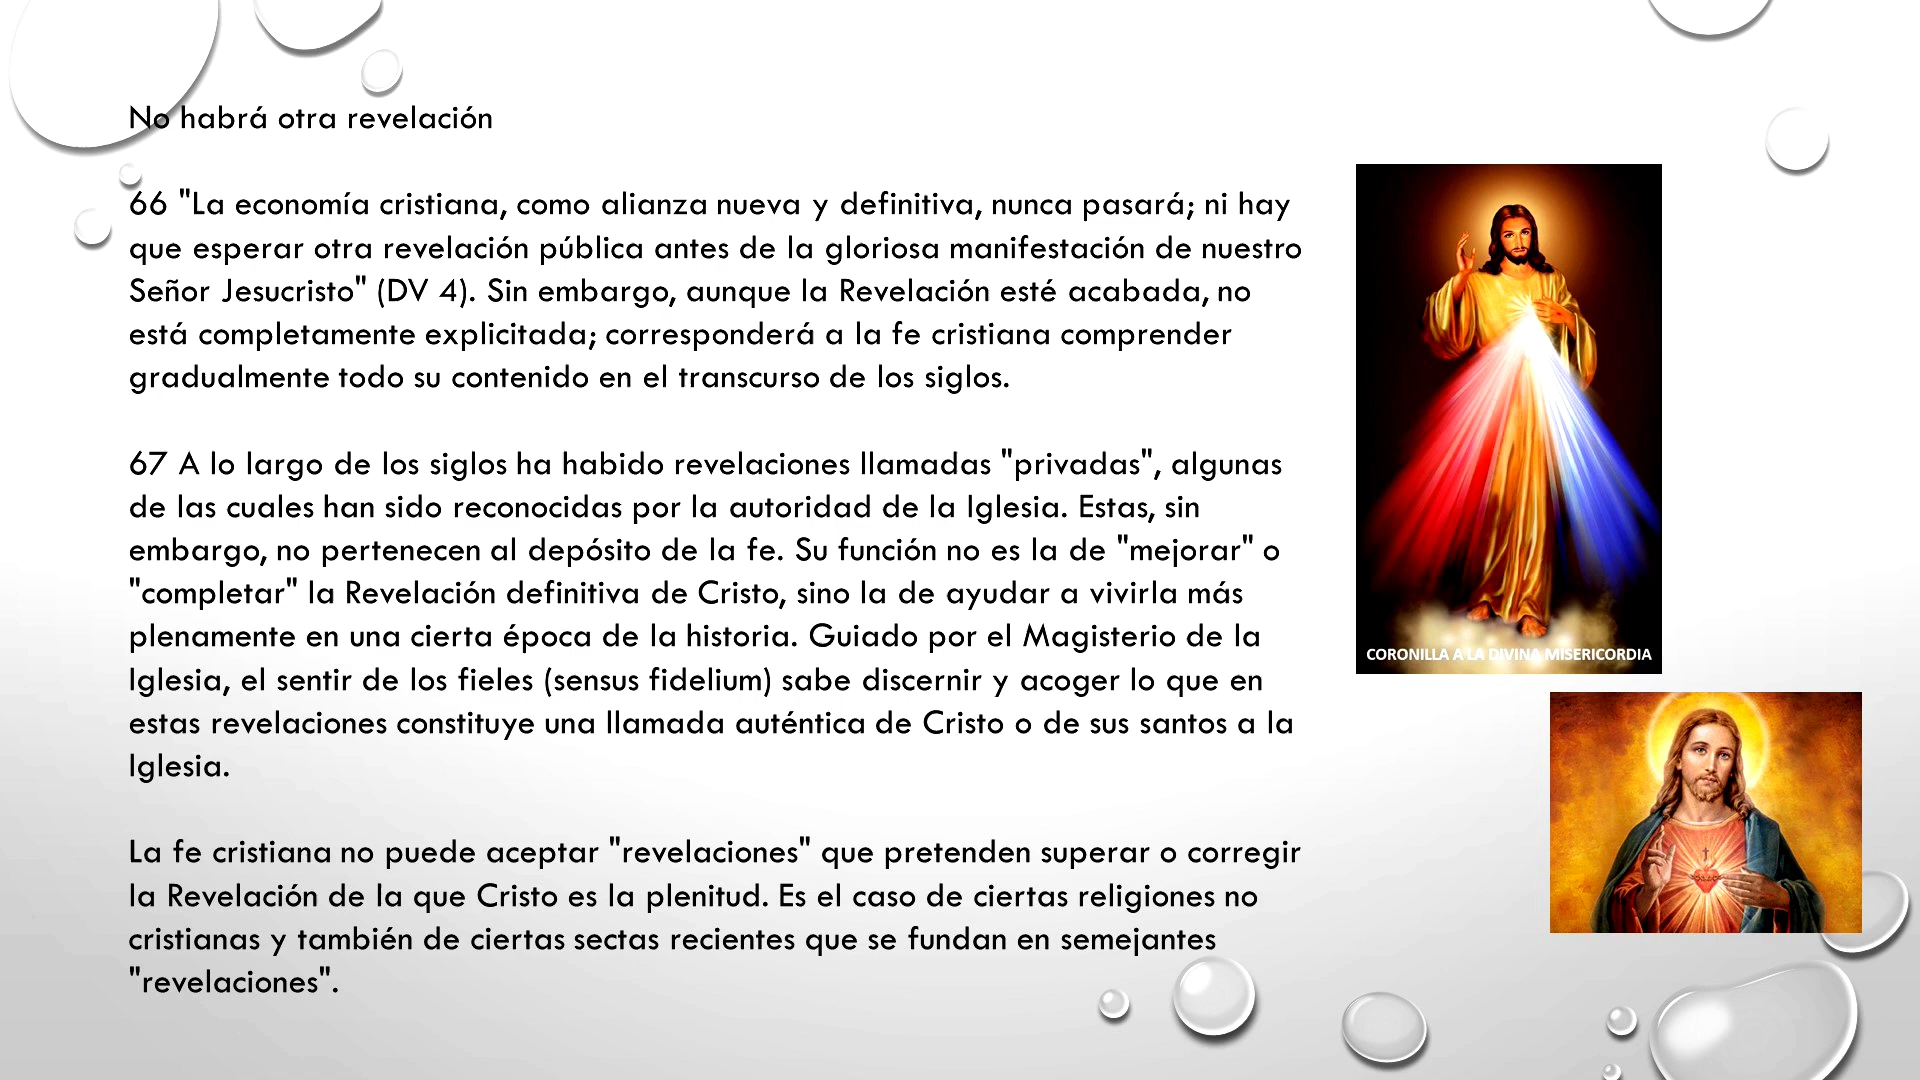 No habrá otra revelación
66 "La economía cristiana, como alianza nueva y definitiva, nunca pasará; ni hay
que esperar otra revelación pública antes de la gloriosa manifestación de nuestro
Señor Jesucristo" (DV 4). Sin embargo, aunque la Revelación esté acabada, no
está completamente explicitada; corresponderá a la fe cristiana comprender
gradualmente todo su contenido en el transcurso de los siglos.
67 A lo largo de los siglos ha habido revelaciones llamadas "privadas", algunas
de las cuales han sido reconocidas por la autoridad de la Iglesia. Estas, sin
embargo, no pertenecen al depósito de la fe. Su función no es la de "mejorar" o
"completar" la Revelación definitiva de Cristo, sino la de ayudar a vivirla más
plenamente en una cierta época de la historia. Guiado por el Magisterio de la
Iglesia, el sentir de los fieles (sensus fidelium) sabe discernir y acoger lo que en
estas revelaciones constituye una llamada auténtica de Cristo o de sus santos a la
Iglesia.
La fe cristiana no puede aceptar "revelaciones" que pretenden superar o corregir
la Revelación de la que Cristo es la plenitud. Es el caso de ciertas religiones no
cristianas y también de ciertas sectas recientes que se fundan en semejantes
"revelaciones".
CORONILLA A LA DIVINA MISERICORDIA